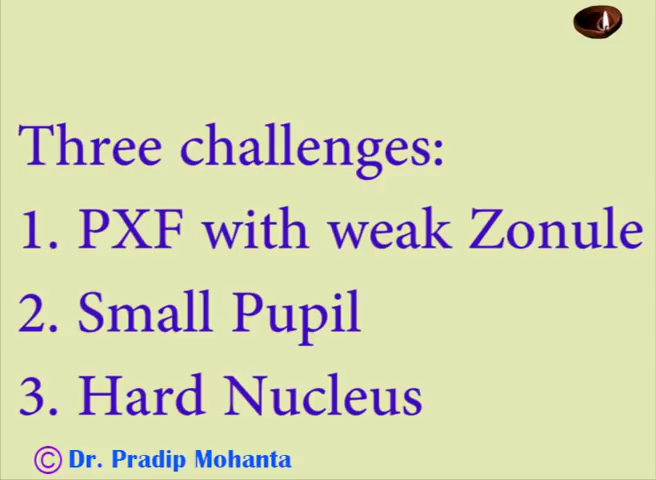 Three challenges:
1. PXF with weak Zonule
2. Small Pupil
3. Hard Nucleus
© Dr. Pradip Mohanta